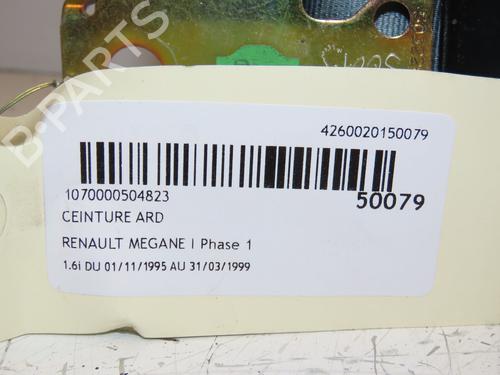 B-PARTS
4260020150079
1070000504823
50079
CEINTURE ARD
RENAULT MEGANE I Phase 1
1.6i DU 01/11/1995 AU 31/03/1999